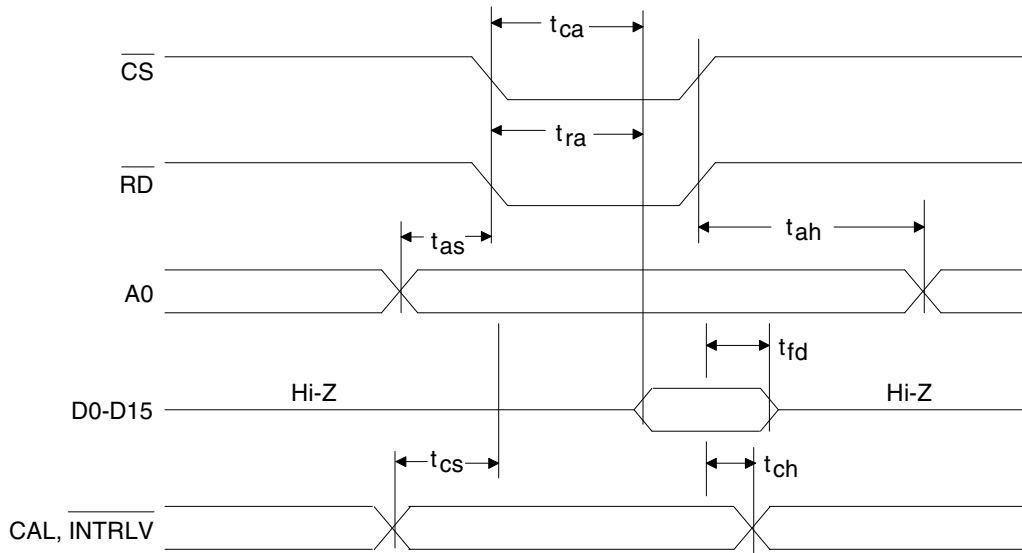 tca
CS
tra
RD
tas
tah
A0
tfd
Hi-Z
Hi-Z
D0-D15
tcs
tch
CAL, INTRLV